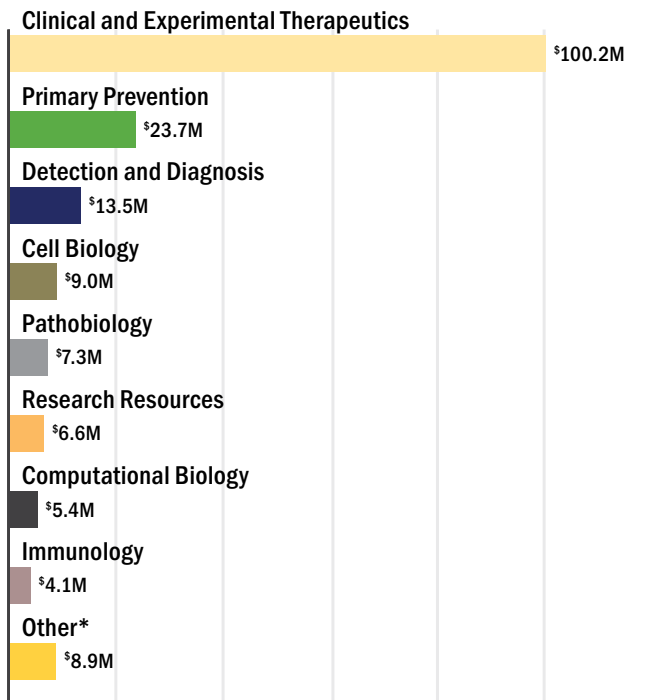 Clinical and Experimental Therapeutics
$100.2M
Primary Prevention
$23.7M
Detection and Diagnosis
$13.5M
Cell Biology
$9.0M
Pathobiology
$7.3M
Research Resources
$6.6M
Computational Biology
$5.4M
Immunology
$4.1M
Other*
$8.9M